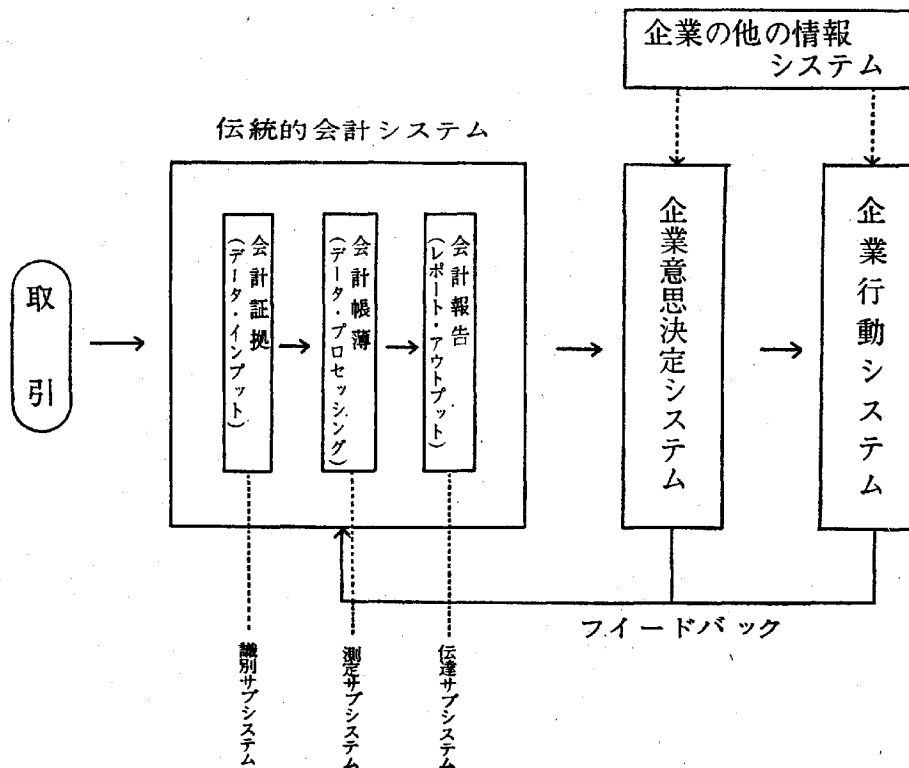 企業の他の情報
システム
伝統的会計システム
取引
会計証拠
(データ・インプット)
会計帳薄
(データ・プロセッシング)
会計報告
(レポート・アウトプット)
企業意思決定システム
企業行動システム
フイードバック
識別サブシステム
測定サブシステム
伝達サブシステム